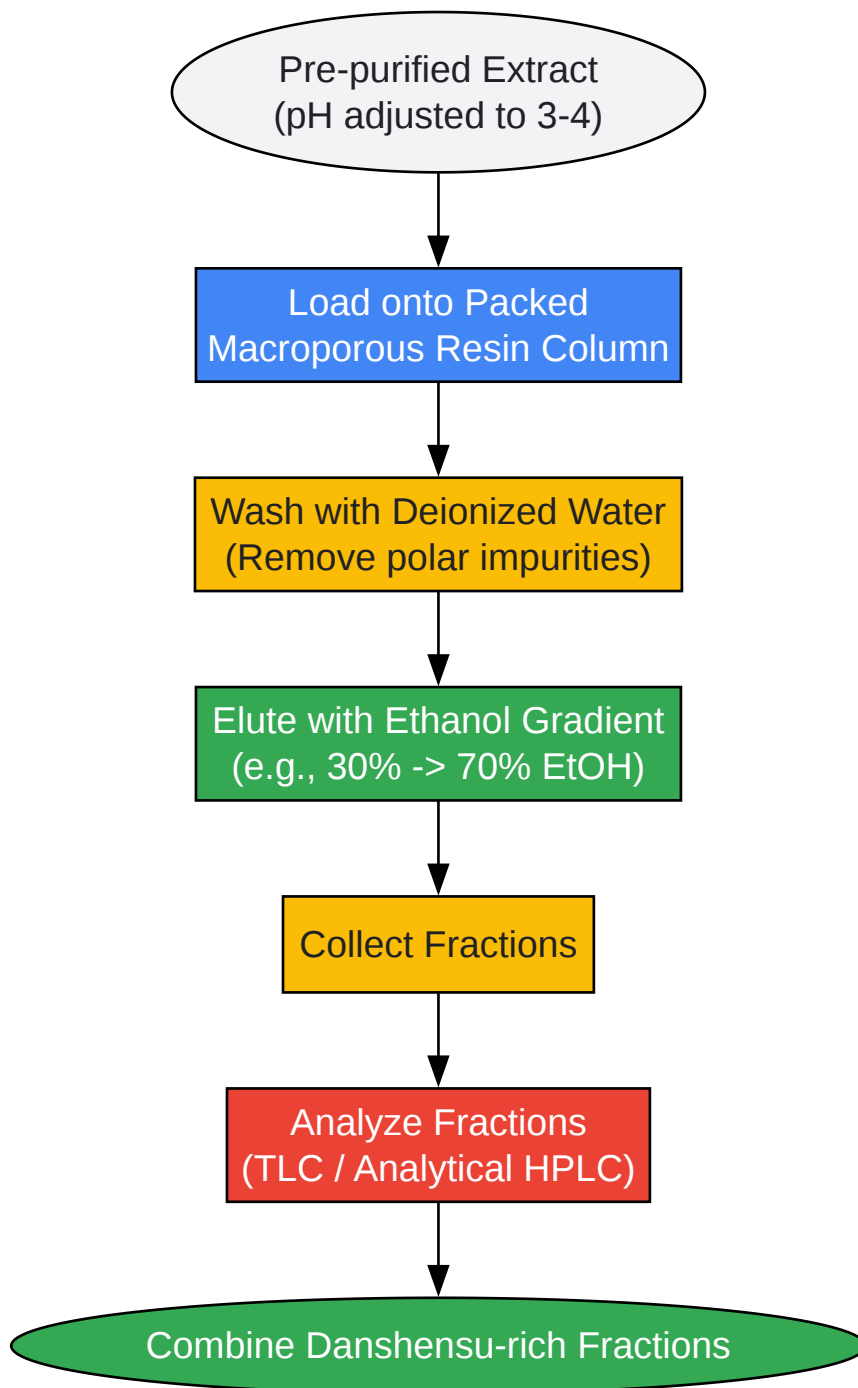 Pre-purified Extract
(pH adjusted to 3-4)
Load onto Packed
Macroporous Resin Column
Wash with Deionized Water
(Remove polar impurities)
Elute with Ethanol Gradient
(e.g., 30% -> 70% EtOH)
Collect Fractions
Analyze Fractions
(TLC / Analytical HPLC)
Combine Danshensu-rich Fractions